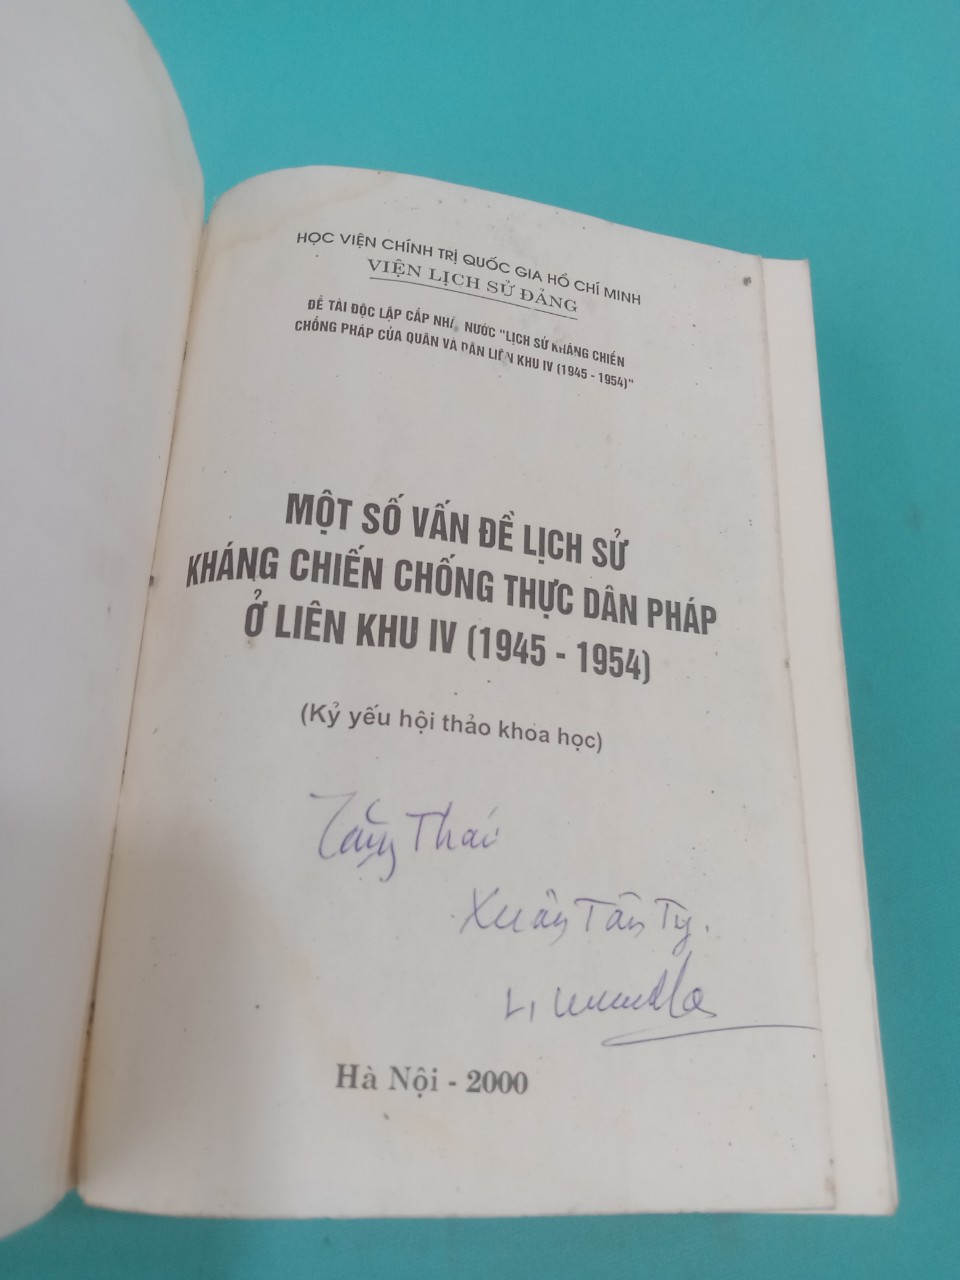 HỌC VIỆN CHÍNH TRỊ QUỐC GIA HỒ CHÍ MINH
VIỆN LỊCH SỬ ĐẢNG
ĐỀ TÀI ĐỘC LẬP CẤP NHÀ NƯỚC "LỊCH SỬ KHÁNG CHIẾN
CHỐNG PHÁP CỦA QUÂN VÀ DÂN LIÊN KHU IV (1945 - 1954)"
MỘT SỐ VẤN ĐỀ LỊCH SỬ
KHÁNG CHIẾN CHỐNG THỰC DÂN PHÁP
Ở LIÊN KHU IV (1945 - 1954)
(Kỷ yếu hội thảo khoa học)
Tặng Thái
Xuân Tân Tỵ.
Hà Nội - 2000